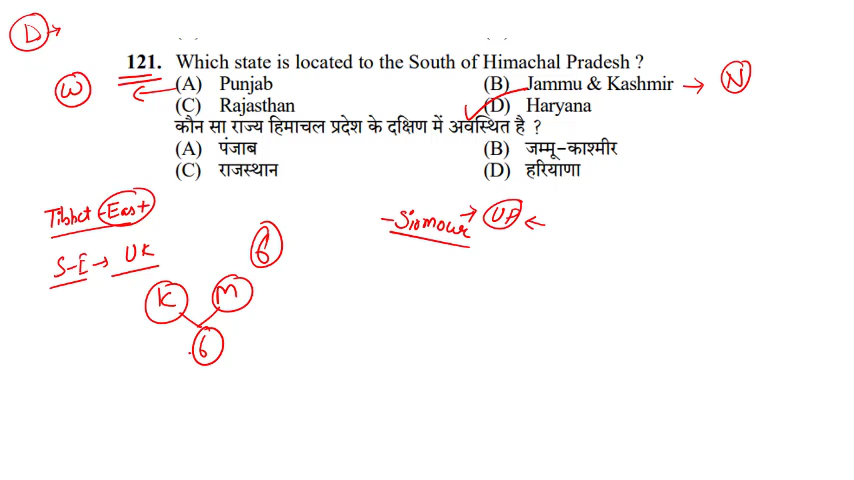 D →
121. Which state is located to the South of Himachal Pradesh ?
W ← (A) Punjab (B) Jammu & Kashmir → N
(C) Rajasthan (D) Haryana
कौन सा राज्य हिमाचल प्रदेश के दक्षिण में अवस्थित है ?
(A) पंजाब (B) जम्मू-काश्मीर
(C) राजस्थान (D) हरियाणा
Tibbet - East
- Sirmour → UP ←
S-E → UK
6
K M
6